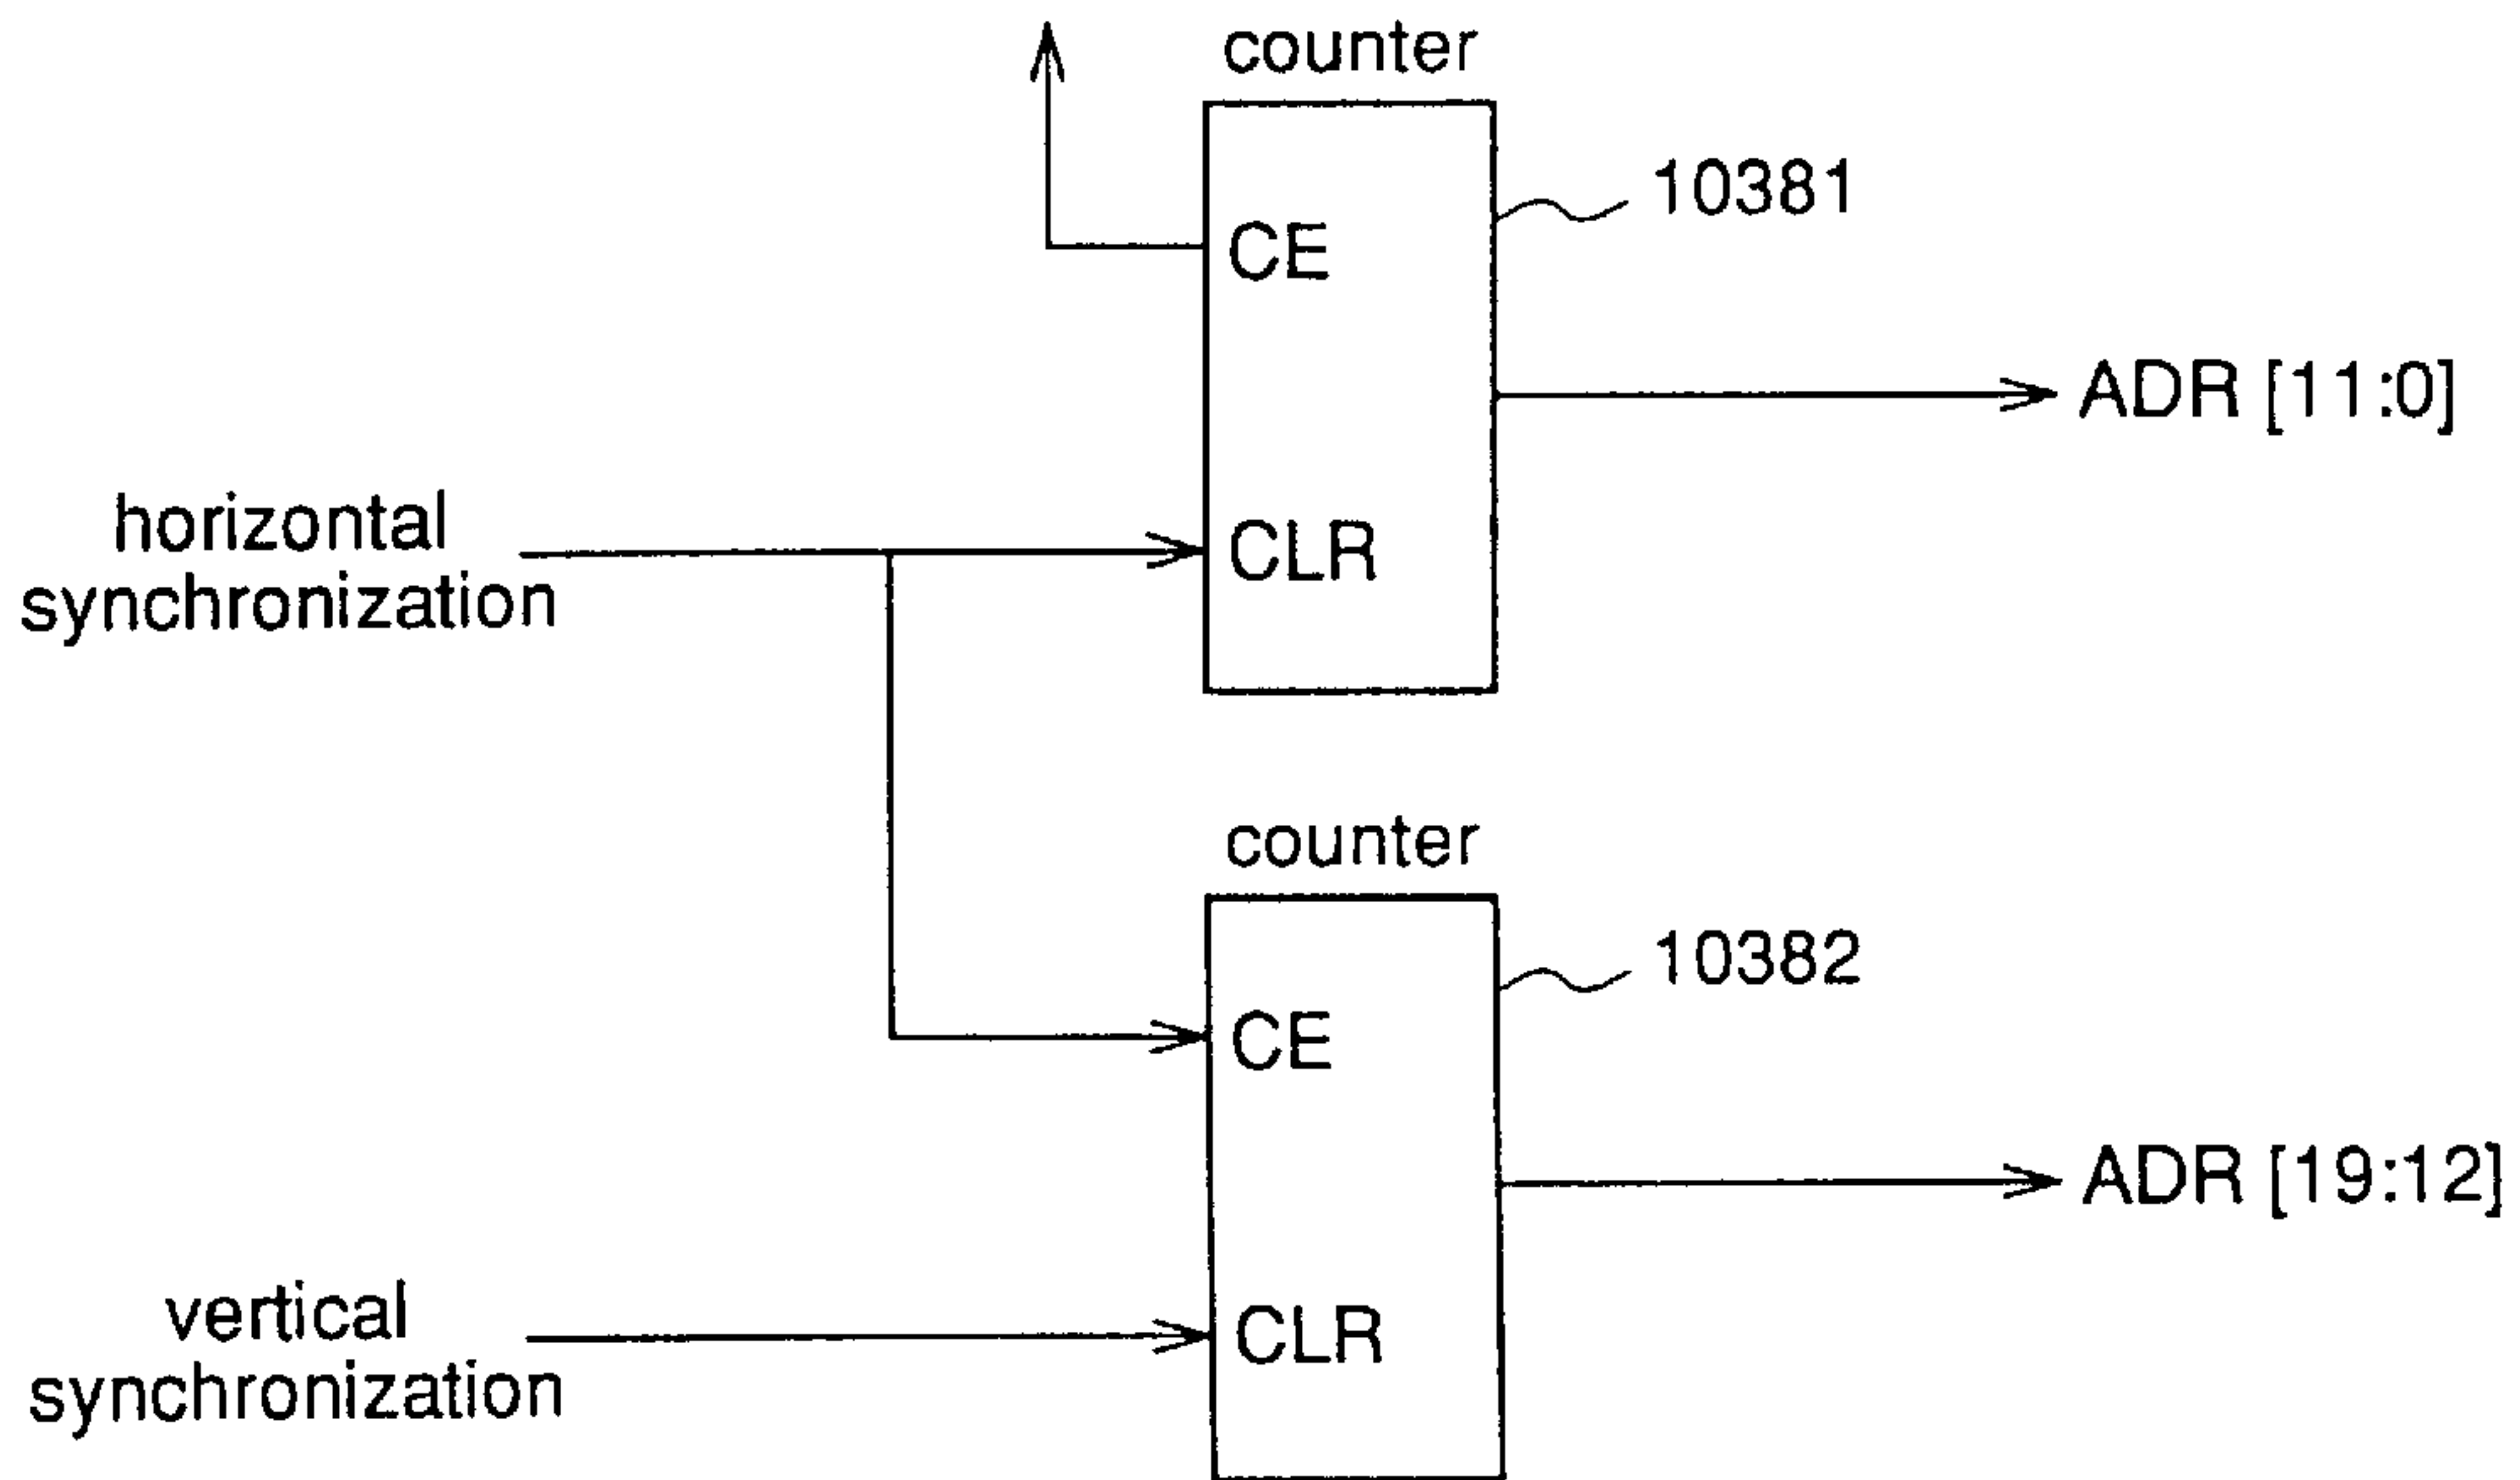 counter
10381
CE
ADR [11:0]
horizontal
synchronization
CLR
counter
10382
CE
ADR [19:12]
vertical
synchronization
CLR